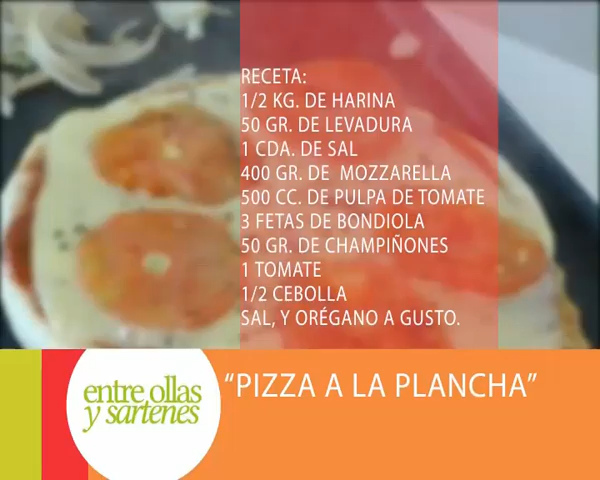 RECETA:
1/2 KG. DE HARINA
50 GR. DE LEVADURA
1 CDA. DE SAL
400 GR. DE MOZZARELLA
500 CC. DE PULPA DE TOMATE
3 FETAS DE BONDIOLA
50 GR. DE CHAMPIÑONES
1 TOMATE
1/2 CEBOLLA
SAL, Y ORÉGANO A GUSTO.
entre ollas
y sartenes
“PIZZA A LA PLANCHA”